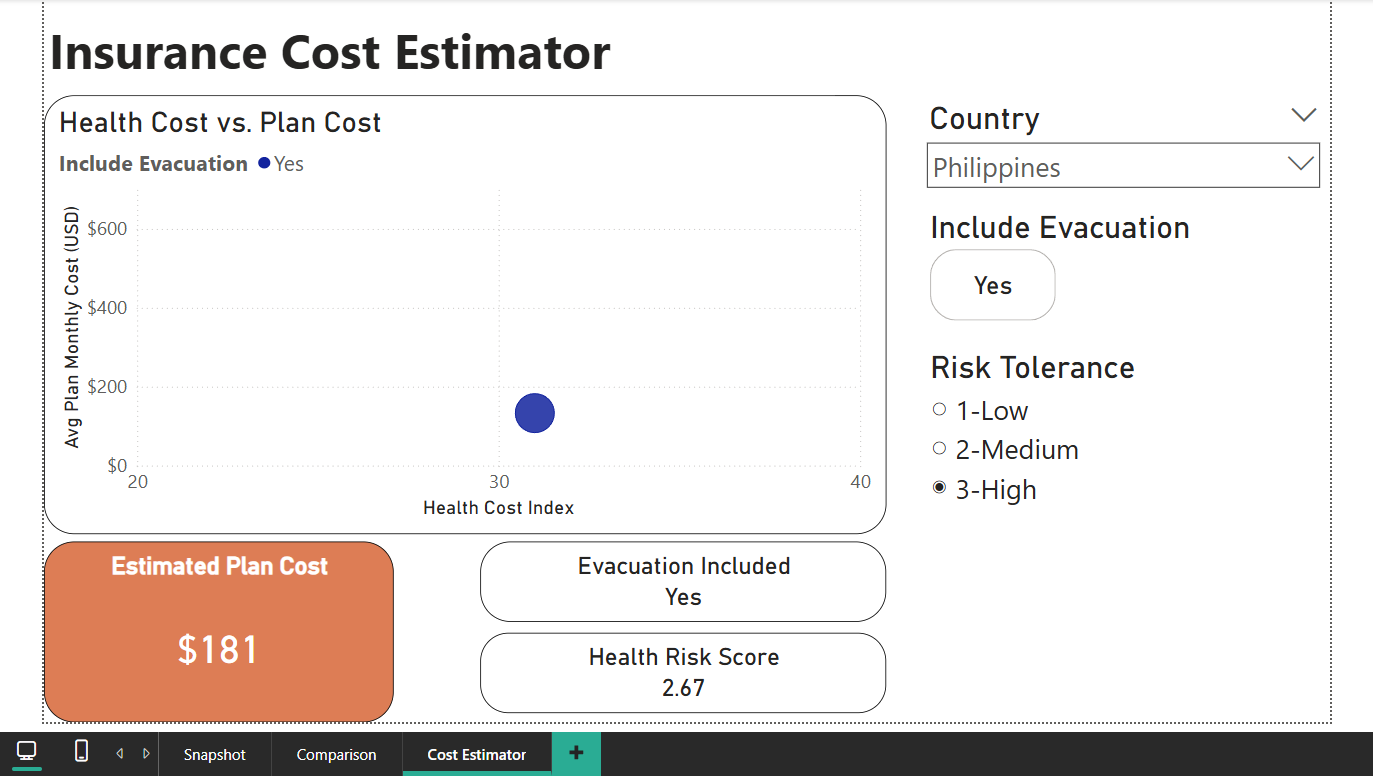 Insurance Cost Estimator
Health Cost vs. Plan Cost
Include Evacuation Yes
Avg Plan Monthly Cost (USD)
$600
$400
$200
$0
20 30 40
Health Cost Index
Country
Philippines
Include Evacuation
Yes
Risk Tolerance
1-Low
2-Medium
3-High
Estimated Plan Cost
$181
Evacuation Included
Yes
Health Risk Score
2.67
Snapshot Comparison Cost Estimator +